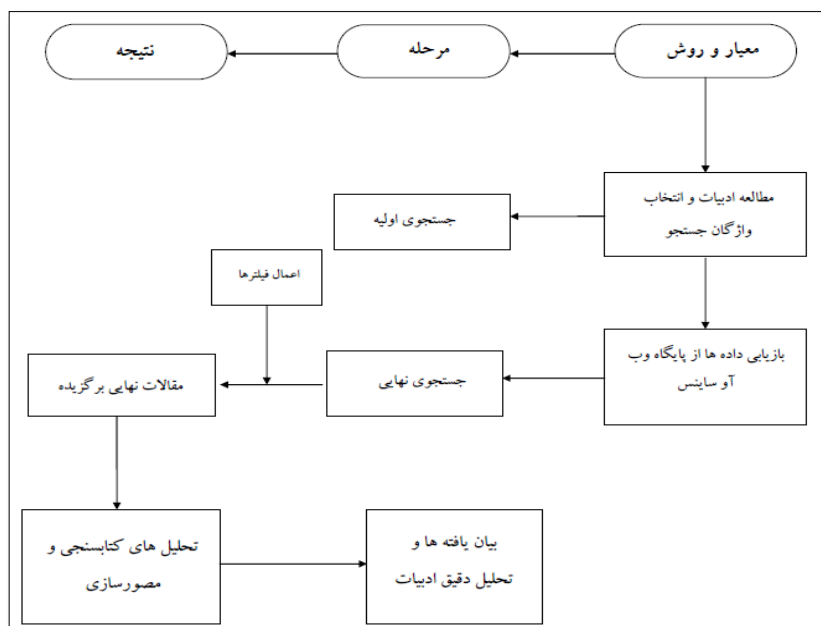 معیار و روش
مرحله
نتیجه
مطالعه ادبیات و انتخاب
واژگان جستجو
جستجوی اولیه
اعمال فیلترها
بازیابی داده ها از پایگاه وب
آو ساینس
جستجوی نهایی
مقالات نهایی برگزیده
تحلیل های کتابسنجی و
مصورسازی
بیان یافته ها و
تحلیل دقیق ادبیات